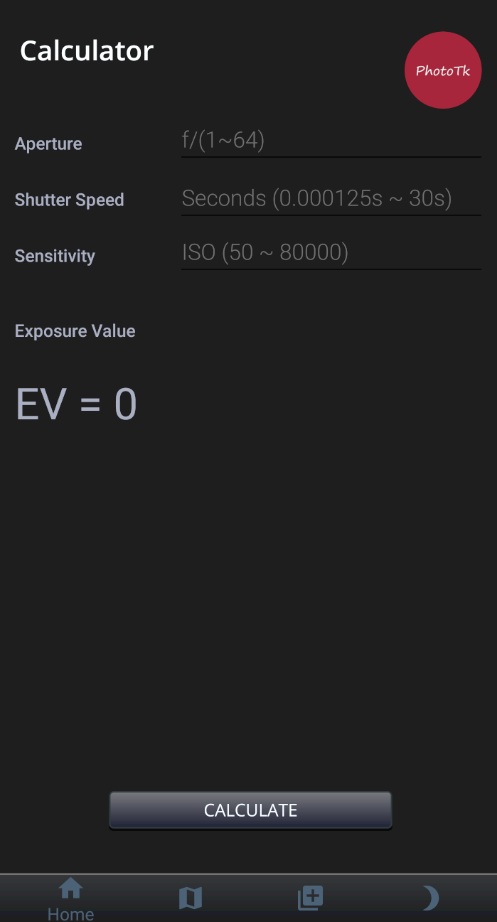 Calculator
PhotoTk
Aperture
f/(1~64)
Shutter Speed
Seconds (0.000125s ~ 30s)
Sensitivity
ISO (50 ~ 80000)
Exposure Value
EV = 0
CALCULATE
Home